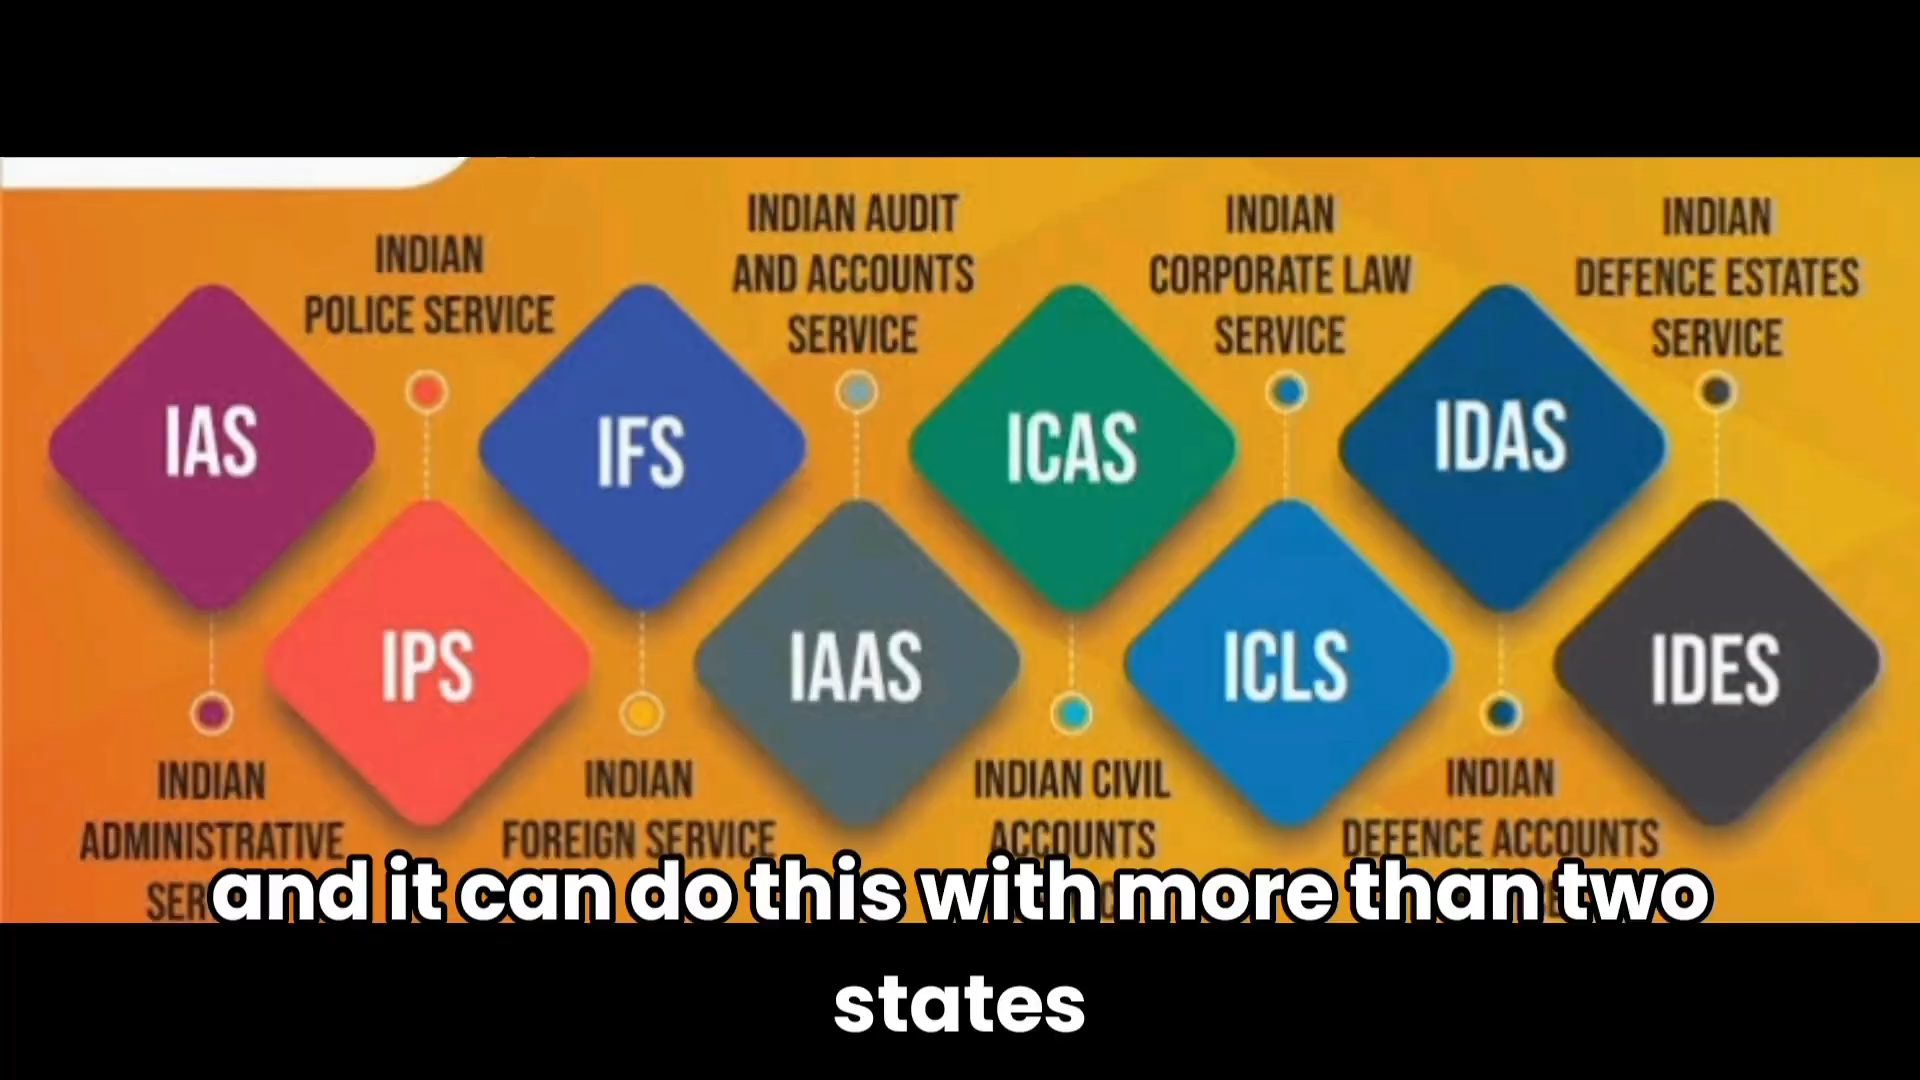 INDIAN
POLICE SERVICE
INDIAN AUDIT
AND ACCOUNTS
SERVICE
INDIAN
CORPORATE LAW
SERVICE
INDIAN
DEFENCE ESTATES
SERVICE
IAS
IFS
ICAS
IDAS
IPS
IAAS
ICLS
IDES
INDIAN
ADMINISTRATIVE
INDIAN
FOREIGN SERVICE
INDIAN CIVIL
ACCOUNTS
INDIAN
DEFENCE ACCOUNTS
and it can do this with more than two
states